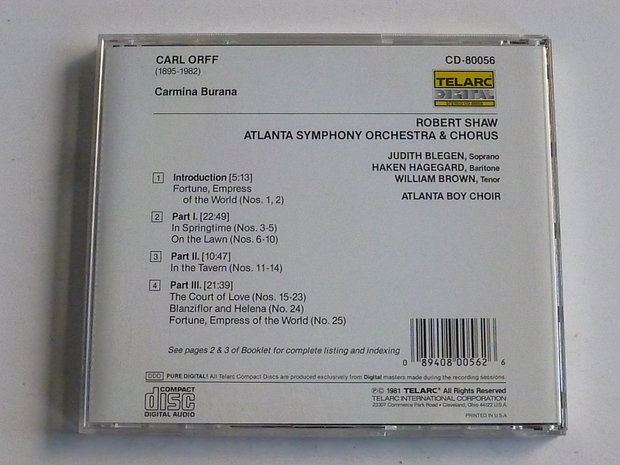 CARL ORFF
(1895-1982)
Carmina Burana
CD-80056
TELARC
DIGITAL
ROBERT SHAW
ATLANTA SYMPHONY ORCHESTRA & CHORUS
JUDITH BLEGEN, Soprano
HAKEN HAGEGARD, Baritone
WILLIAM BROWN, Tenor
ATLANTA BOY CHOIR
1 Introduction [5:13]
Fortune, Empress
of the World (Nos. 1, 2)
2 Part I. [22:49]
In Springtime (Nos. 3-5)
On the Lawn (Nos. 6-10)
3 Part II. [10:47]
In the Tavern (Nos. 11-14)
4 Part III. [21:39]
The Court of Love (Nos. 15-23)
Blanziflor and Helena (No. 24)
Fortune, Empress of the World (No. 25)
See pages 2 & 3 of Booklet for complete listing and indexing
0 89408 00562 6
DDD PURE DIGITAL! All Telarc Compact Discs are produced exclusively from Digital masters made during the recording sessions.
COMPACT
disc
DIGITAL AUDIO
℗© 1981 TELARC® All Rights Reserved
TELARC INTERNATIONAL CORPORATION
23307 Commerce Park Road • Cleveland, Ohio 44122 U.S.A.
PRINTED IN U.S.A